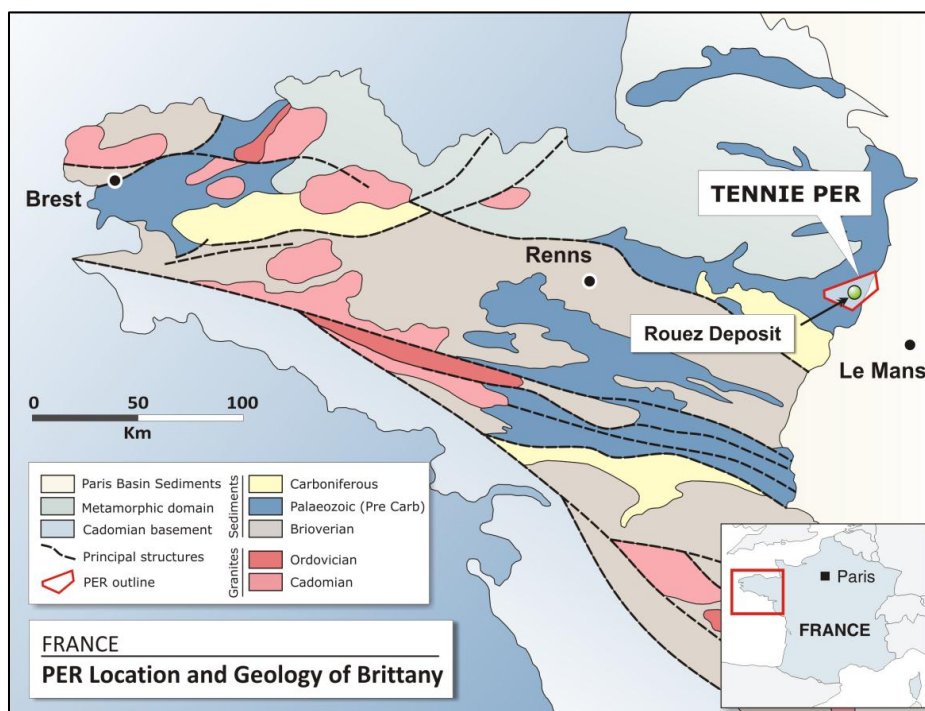 TENNIE PER
Brest
Renns
Rouez Deposit
Le Mans
0 50 100
Km
Paris Basin Sediments
Metamorphic domain
Cadomian basement
Principal structures
PER outline
Sediments
Carboniferous
Palaeozoic (Pre Carb)
Brioverian
Granites
Ordovician
Cadomian
Paris
FRANCE
FRANCE
PER Location and Geology of Brittany